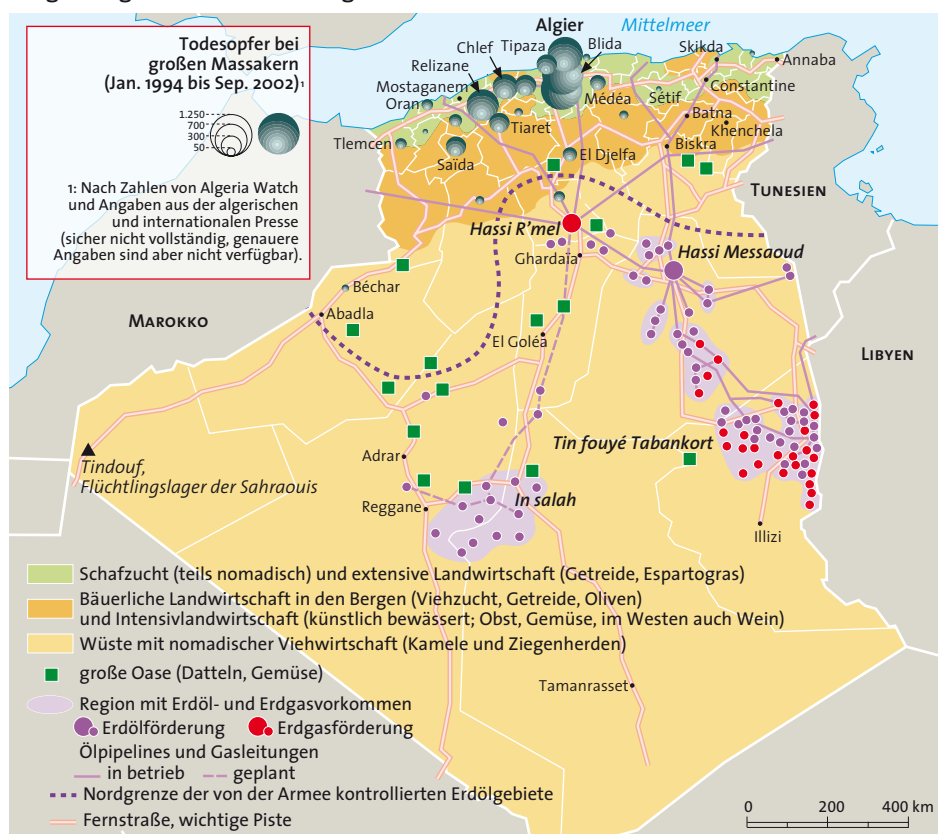 Algier
Mittelmeer
Todesopfer bei
großen Massakern
(Jan. 1994 bis Sep. 2002)1
1.250
700
300
50
1: Nach Zahlen von Algeria Watch
und Angaben aus der algerischen
und internationalen Presse
(sicher nicht vollständig, genauere
Angaben sind aber nicht verfügbar).
Chlef
Tipaza
Blida
Skikda
Annaba
Relizane
Mostaganem
Oran
Médéa
Sétif
Constantine
Batna
Khenchela
Tlemcen
Tiaret
Saïda
El Djelfa
Biskra
TUNESIEN
Hassi R’mel
Ghardaïa
Hassi Messaoud
Béchar
Abadla
MAROKKO
El Goléa
LIBYEN
Tindouf,
Flüchtlingslager der Sahraouis
Adrar
Tin fouyé Tabankort
Reggane
In salah
Illizi
Schafzucht (teils nomadisch) und extensive Landwirtschaft (Getreide, Espartogras)
Bäuerliche Landwirtschaft in den Bergen (Viehzucht, Getreide, Oliven)
und Intensivlandwirtschaft (künstlich bewässert; Obst, Gemüse, im Westen auch Wein)
Wüste mit nomadischer Viehwirtschaft (Kamele und Ziegenherden)
große Oase (Datteln, Gemüse)
Tamanrasset
Region mit Erdöl- und Erdgasvorkommen
Erdölförderung
Erdgasförderung
Ölpipelines und Gasleitungen
in betrieb
geplant
Nordgrenze der von der Armee kontrollierten Erdölgebiete
Fernstraße, wichtige Piste
0 200 400 km